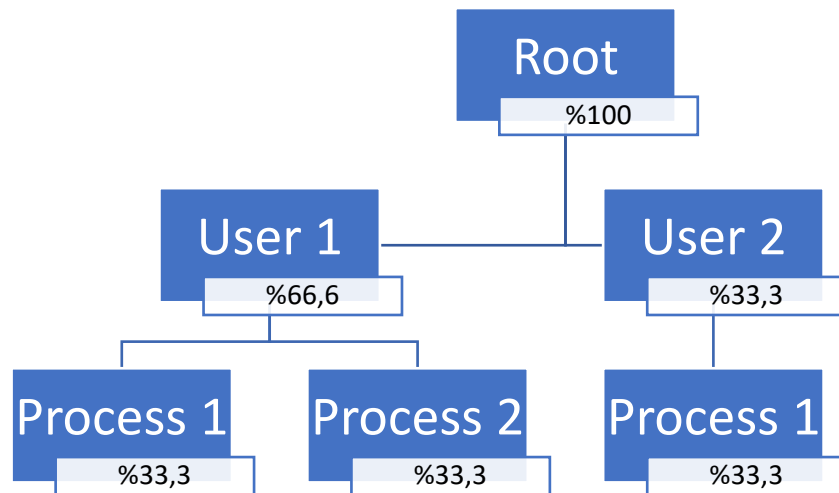 Root
%100
User 1
%66,6
User 2
%33,3
Process 1
%33,3
Process 2
%33,3
Process 1
%33,3